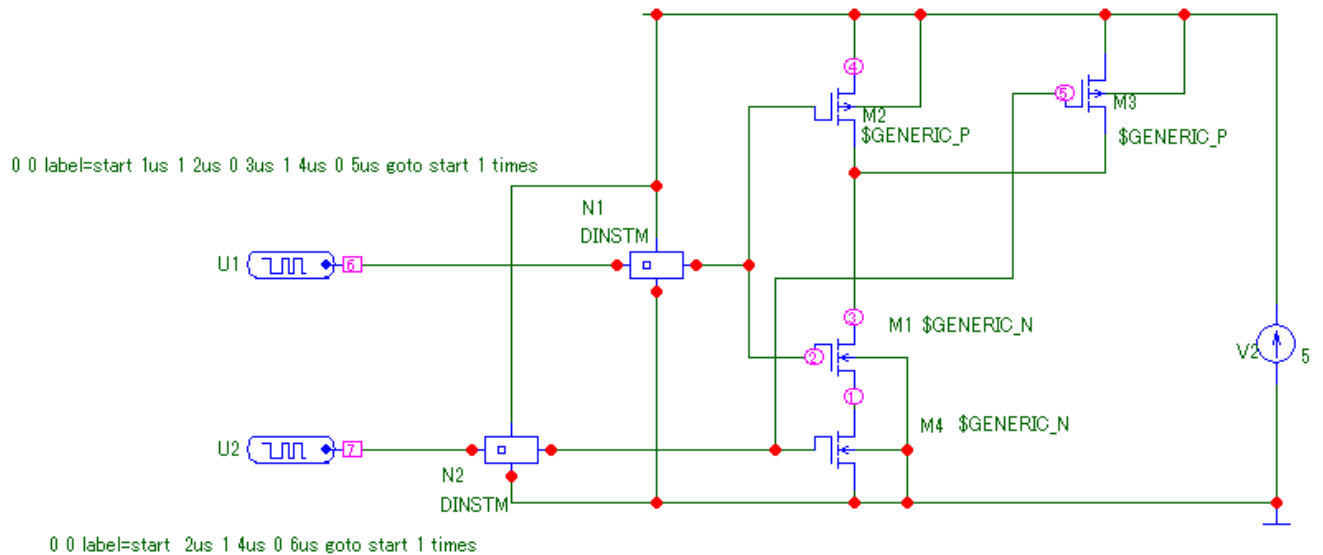 ④
M2
$GENERIC_P
⑤
M3
$GENERIC_P
0 0 label=start 1us 1 2us 0 3us 1 4us 0 5us goto start 1 times
N1
DINSTM
U1
6
③
M1 $GENERIC_N
②
V2
5
①
M4 $GENERIC_N
U2
7
N2
DINSTM
0 0 label=start 2us 1 4us 0 6us goto start 1 times